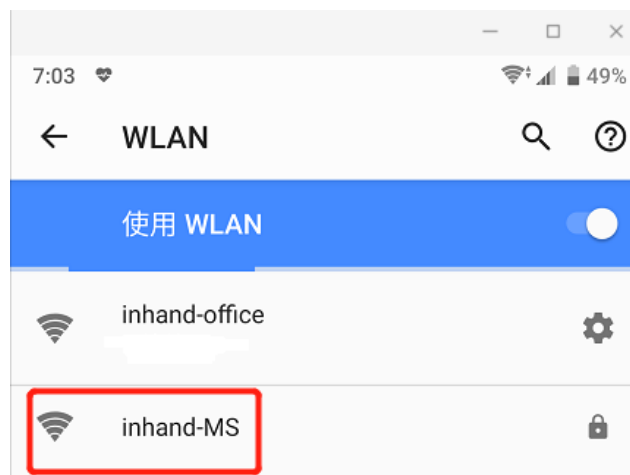 7:03 49%
WLAN
使用 WLAN
inhand-office
inhand-MS